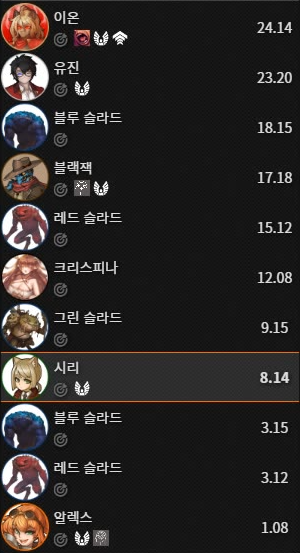 이온
24.14
유진
23.20
블루 슬라드
18.15
블랙잭
17.18
레드 슬라드
15.12
크리스피나
12.08
그린 슬라드
9.15
시리
8.14
블루 슬라드
3.15
레드 슬라드
3.12
알렉스
1.08